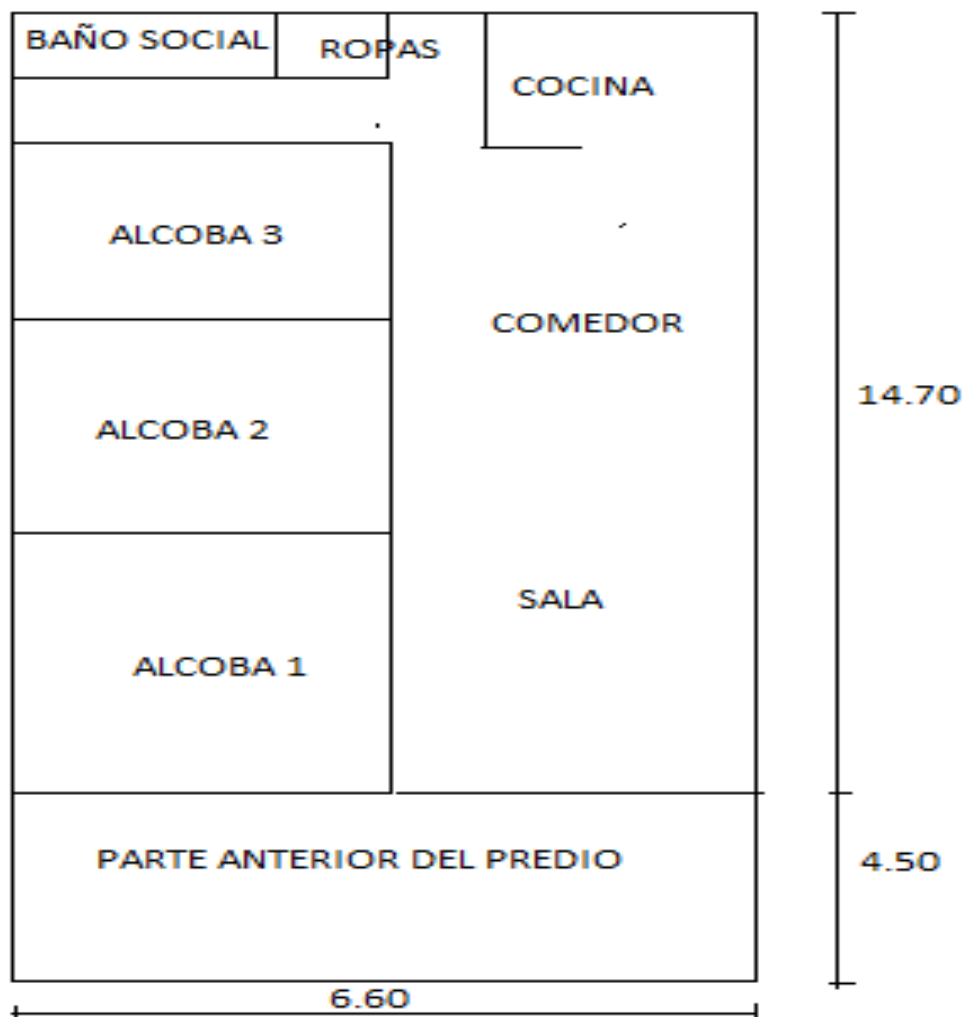 BAÑO SOCIAL
ROPAS
COCINA
ALCOBA 3
COMEDOR
14.70
ALCOBA 2
SALA
ALCOBA 1
PARTE ANTERIOR DEL PREDIO
4.50
6.60